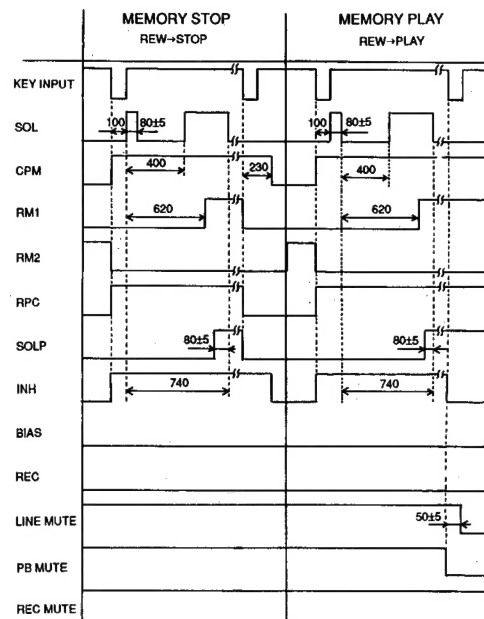 MEMORY STOP MEMORY PLAY
REW→STOP REW→PLAY
KEY INPUT
SOL 100 80±5 100 80±5
CPM 400 230 400
RM1 620 620
RM2
RPC
SOLP 80±5 80±5
INH 740 740
BIAS
REC
LINE MUTE 50±5
PB MUTE
REC MUTE